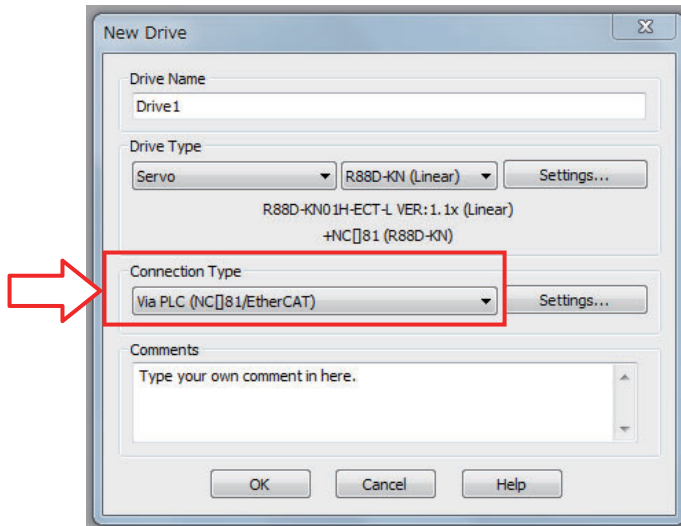 New Drive
Drive Name
Drive1
Drive Type
Servo
R88D-KN (Linear)
Settings...
R88D-KN01H-ECT-L VER:1.1x (Linear)
+NC[]81 (R88D-KN)
Connection Type
Via PLC (NC[]81/EtherCAT)
Settings...
Comments
Type your own comment in here.
OK
Cancel
Help